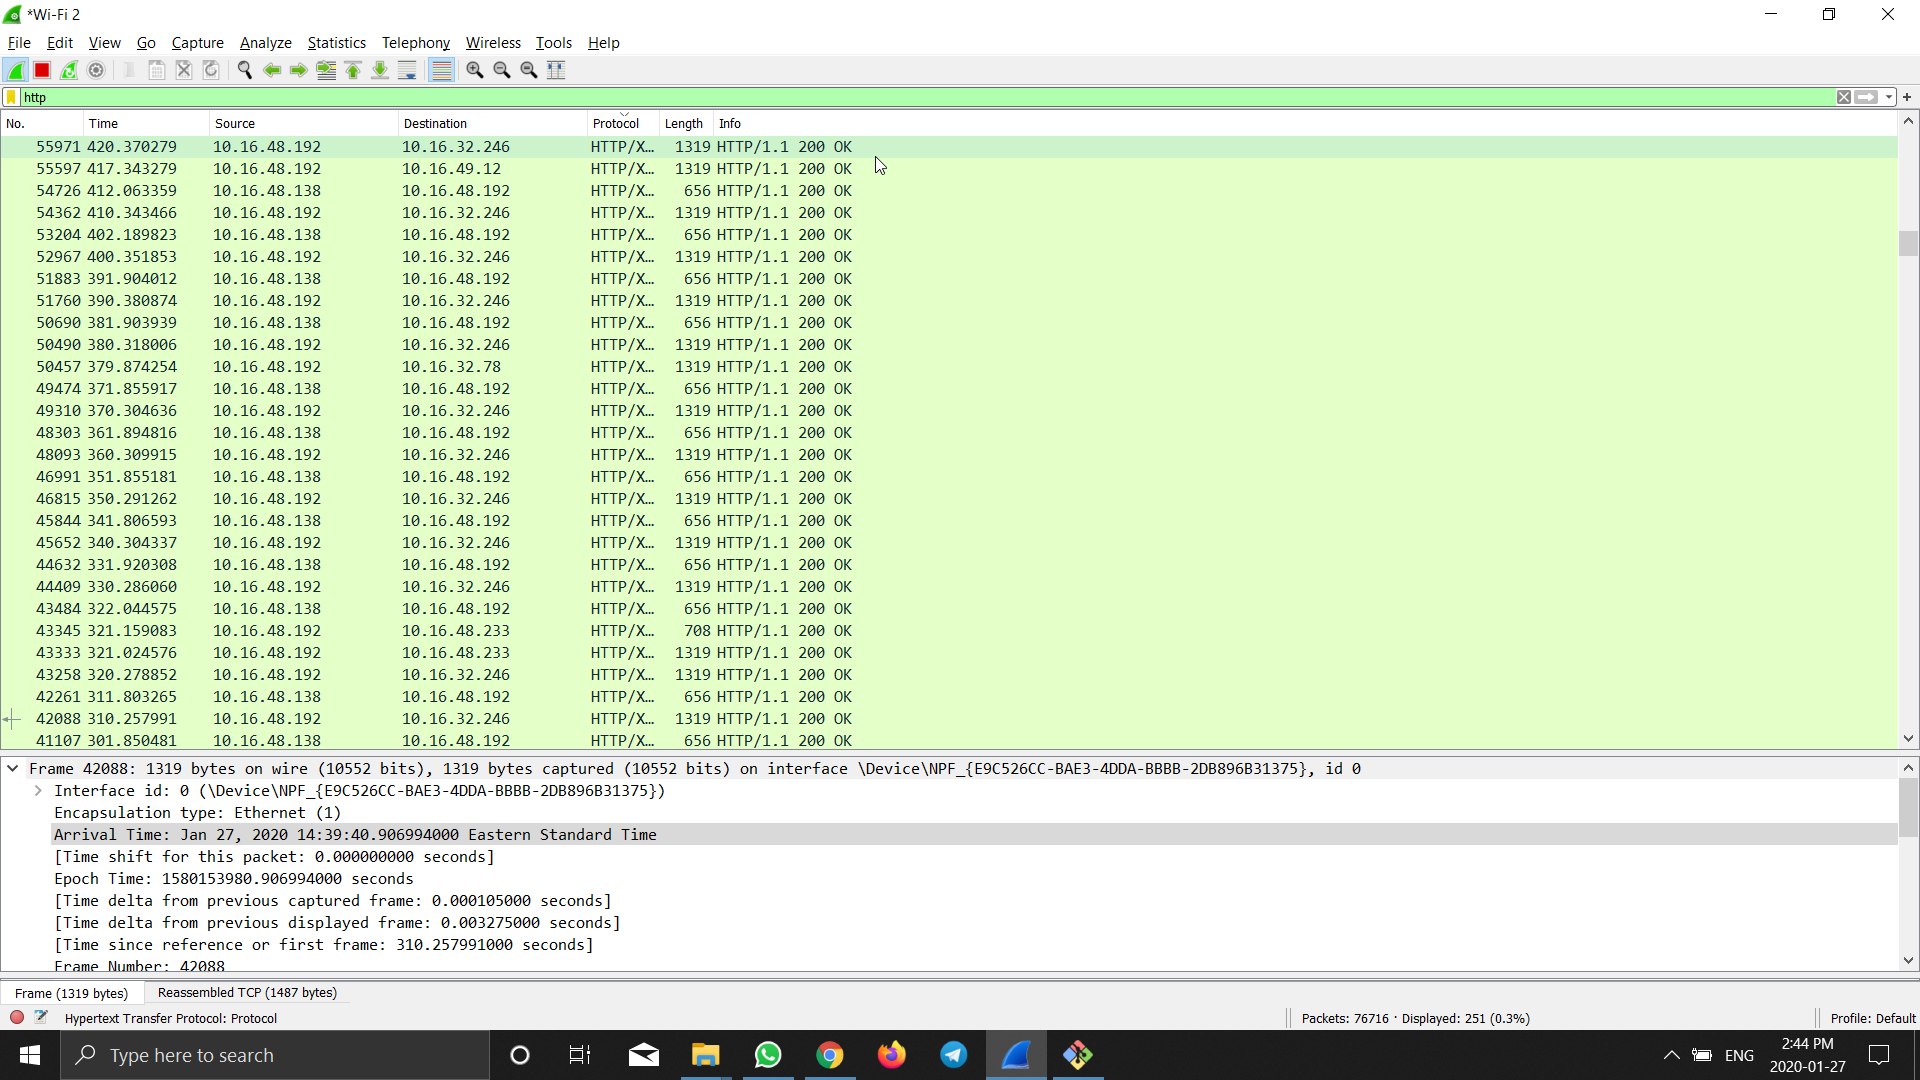 *Wi-Fi 2
File Edit View Go Capture Analyze Statistics Telephony Wireless Tools Help
http
No. Time Source Destination Protocol Length Info
55971 420.370279 10.16.48.192 10.16.32.246 HTTP/X… 1319 HTTP/1.1 200 OK
55597 417.343279 10.16.48.192 10.16.49.12 HTTP/X… 1319 HTTP/1.1 200 OK
54726 412.063359 10.16.48.138 10.16.48.192 HTTP/X… 656 HTTP/1.1 200 OK
54362 410.343466 10.16.48.192 10.16.32.246 HTTP/X… 1319 HTTP/1.1 200 OK
53204 402.189823 10.16.48.138 10.16.48.192 HTTP/X… 656 HTTP/1.1 200 OK
52967 400.351853 10.16.48.192 10.16.32.246 HTTP/X… 1319 HTTP/1.1 200 OK
51883 391.904012 10.16.48.138 10.16.48.192 HTTP/X… 656 HTTP/1.1 200 OK
51760 390.380874 10.16.48.192 10.16.32.246 HTTP/X… 1319 HTTP/1.1 200 OK
50690 381.903939 10.16.48.138 10.16.48.192 HTTP/X… 656 HTTP/1.1 200 OK
50490 380.318006 10.16.48.192 10.16.32.246 HTTP/X… 1319 HTTP/1.1 200 OK
50457 379.874254 10.16.48.192 10.16.32.78 HTTP/X… 1319 HTTP/1.1 200 OK
49474 371.855917 10.16.48.138 10.16.48.192 HTTP/X… 656 HTTP/1.1 200 OK
49310 370.304636 10.16.48.192 10.16.32.246 HTTP/X… 1319 HTTP/1.1 200 OK
48303 361.894816 10.16.48.138 10.16.48.192 HTTP/X… 656 HTTP/1.1 200 OK
48093 360.309915 10.16.48.192 10.16.32.246 HTTP/X… 1319 HTTP/1.1 200 OK
46991 351.855181 10.16.48.138 10.16.48.192 HTTP/X… 656 HTTP/1.1 200 OK
46815 350.291262 10.16.48.192 10.16.32.246 HTTP/X… 1319 HTTP/1.1 200 OK
45844 341.806593 10.16.48.138 10.16.48.192 HTTP/X… 656 HTTP/1.1 200 OK
45652 340.304337 10.16.48.192 10.16.32.246 HTTP/X… 1319 HTTP/1.1 200 OK
44632 331.920308 10.16.48.138 10.16.48.192 HTTP/X… 656 HTTP/1.1 200 OK
44409 330.286060 10.16.48.192 10.16.32.246 HTTP/X… 1319 HTTP/1.1 200 OK
43484 322.044575 10.16.48.138 10.16.48.192 HTTP/X… 656 HTTP/1.1 200 OK
43345 321.159083 10.16.48.192 10.16.48.233 HTTP/X… 708 HTTP/1.1 200 OK
43333 321.024576 10.16.48.192 10.16.48.233 HTTP/X… 1319 HTTP/1.1 200 OK
43258 320.278852 10.16.48.192 10.16.32.246 HTTP/X… 1319 HTTP/1.1 200 OK
42261 311.803265 10.16.48.138 10.16.48.192 HTTP/X… 656 HTTP/1.1 200 OK
42088 310.257991 10.16.48.192 10.16.32.246 HTTP/X… 1319 HTTP/1.1 200 OK
41107 301.850481 10.16.48.138 10.16.48.192 HTTP/X… 656 HTTP/1.1 200 OK
Frame 42088: 1319 bytes on wire (10552 bits), 1319 bytes captured (10552 bits) on interface \Device\NPF_{E9C526CC-BAE3-4DDA-BBBB-2DB896B31375}, id 0
Interface id: 0 (\Device\NPF_{E9C526CC-BAE3-4DDA-BBBB-2DB896B31375})
Encapsulation type: Ethernet (1)
Arrival Time: Jan 27, 2020 14:39:40.906994000 Eastern Standard Time
[Time shift for this packet: 0.000000000 seconds]
Epoch Time: 1580153980.906994000 seconds
[Time delta from previous captured frame: 0.000105000 seconds]
[Time delta from previous displayed frame: 0.003275000 seconds]
[Time since reference or first frame: 310.257991000 seconds]
Frame Number: 42088
Frame (1319 bytes) Reassembled TCP (1487 bytes)
Hypertext Transfer Protocol: Protocol Packets: 76716 · Displayed: 251 (0.3%) Profile: Default
Type here to search ENG 2:44 PM
2020-01-27